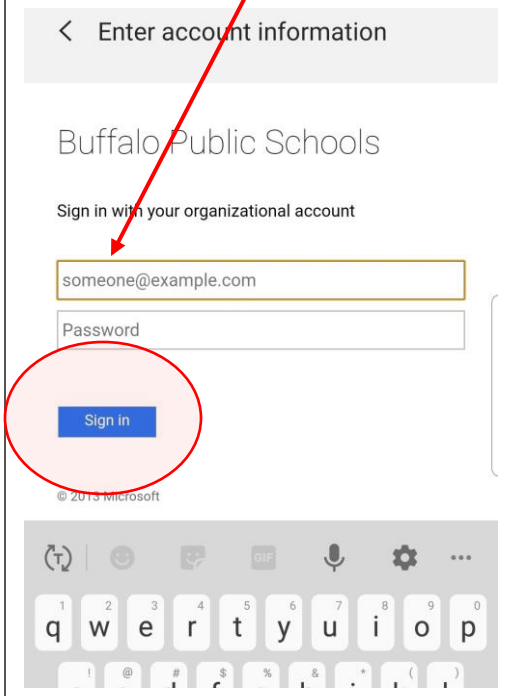 Enter account information
Buffalo Public Schools
Sign in with your organizational account
someone@example.com
Password
Sign in
© 2013 Microsoft
GIF
1 2 3 4 5 6 7 8 9 0
q w e r t y u i o p
! @ # $ % & * ( )